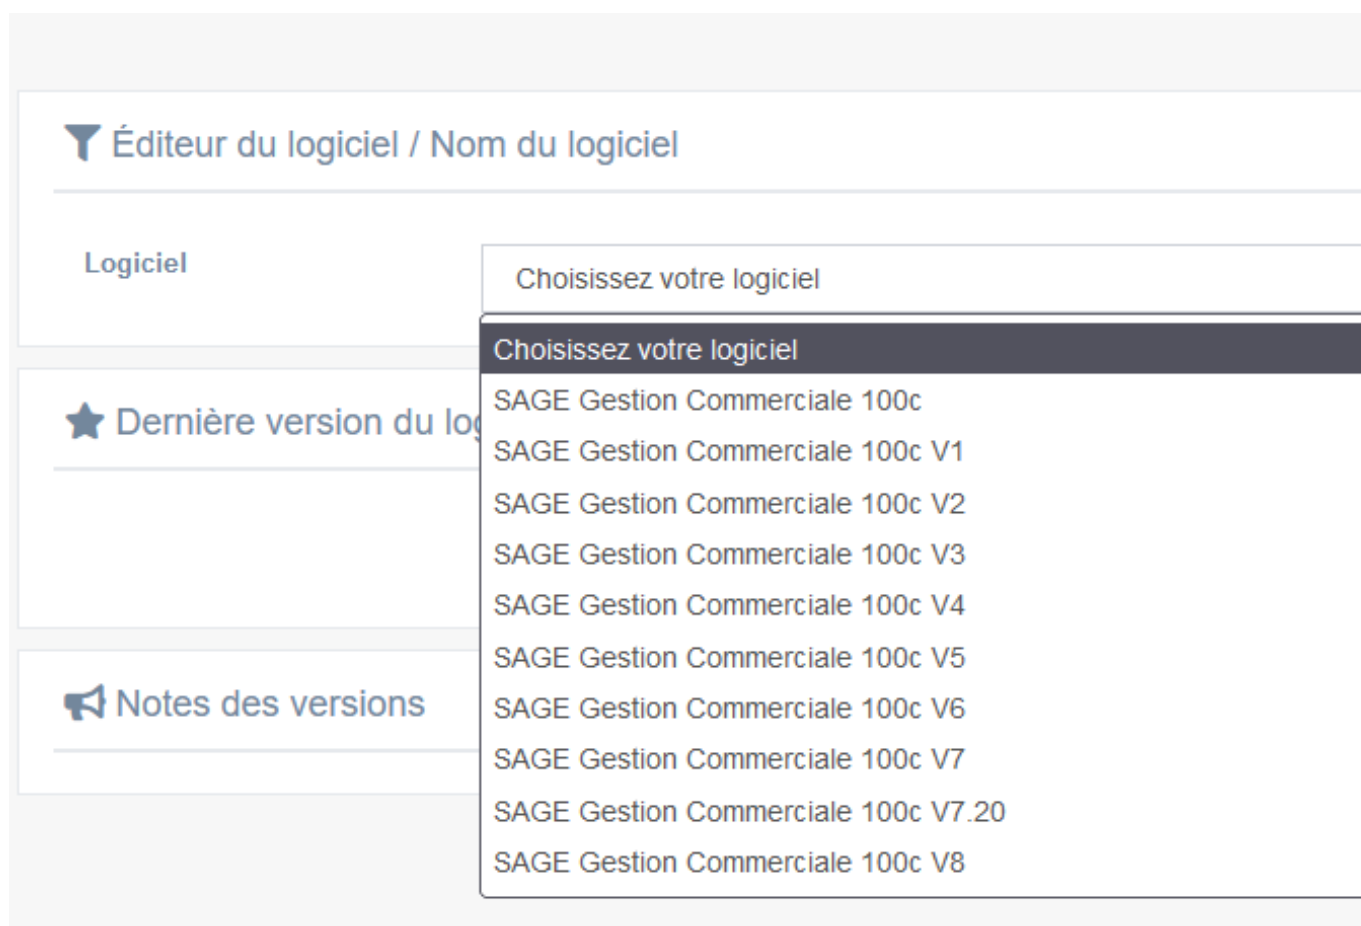 Éditeur du logiciel / Nom du logiciel
Logiciel
Choisissez votre logiciel
Choisissez votre logiciel
SAGE Gestion Commerciale 100c
SAGE Gestion Commerciale 100c V1
SAGE Gestion Commerciale 100c V2
SAGE Gestion Commerciale 100c V3
SAGE Gestion Commerciale 100c V4
SAGE Gestion Commerciale 100c V5
SAGE Gestion Commerciale 100c V6
SAGE Gestion Commerciale 100c V7
SAGE Gestion Commerciale 100c V7.20
SAGE Gestion Commerciale 100c V8
Dernière version du
Notes des versions